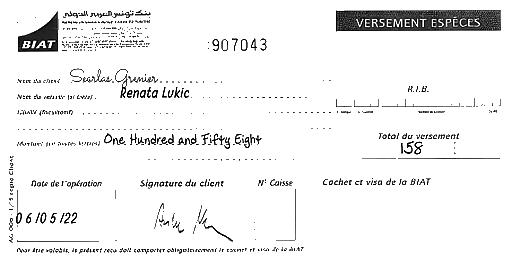 بنك تونس العربي الدولي
BIAT
VERSEMENT ESPÈCES
907043
Nom du client Searlas Grenier
Nom du versant (si tiers) . Renata Lukic
R.I.B.
Libellé (facultatif)
Montant (en toutes lettres) One Hundred and Fifty Eight
Total du versement
158
Date de l'opération
Signature du client
N° Caisse
Cachet et visa de la BIAT
06/05/22
Pour être valable, le présent reçu doit comporter obligatoirement le cachet et visa de la BIAT